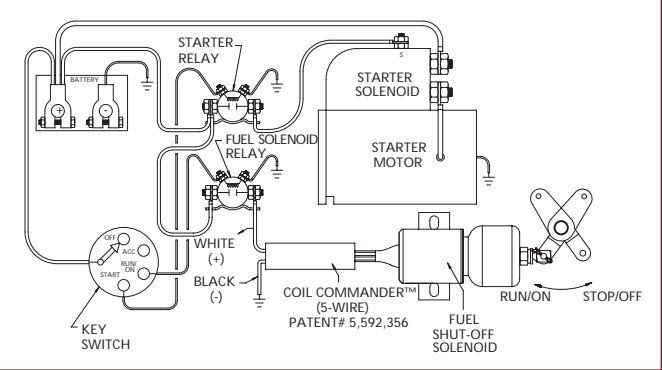 STARTER
RELAY
S
BATTERY
+
-
STARTER
SOLENOID
FUEL SOLENOID
RELAY
STARTER
MOTOR
OFF
ACC
RUN/
ON
START
WHITE
(+)
BLACK
(-)
COIL COMMANDER™
(5-WIRE)
PATENT# 5,592,356
RUN/ON
STOP/OFF
KEY
SWITCH
FUEL
SHUT-OFF
SOLENOID